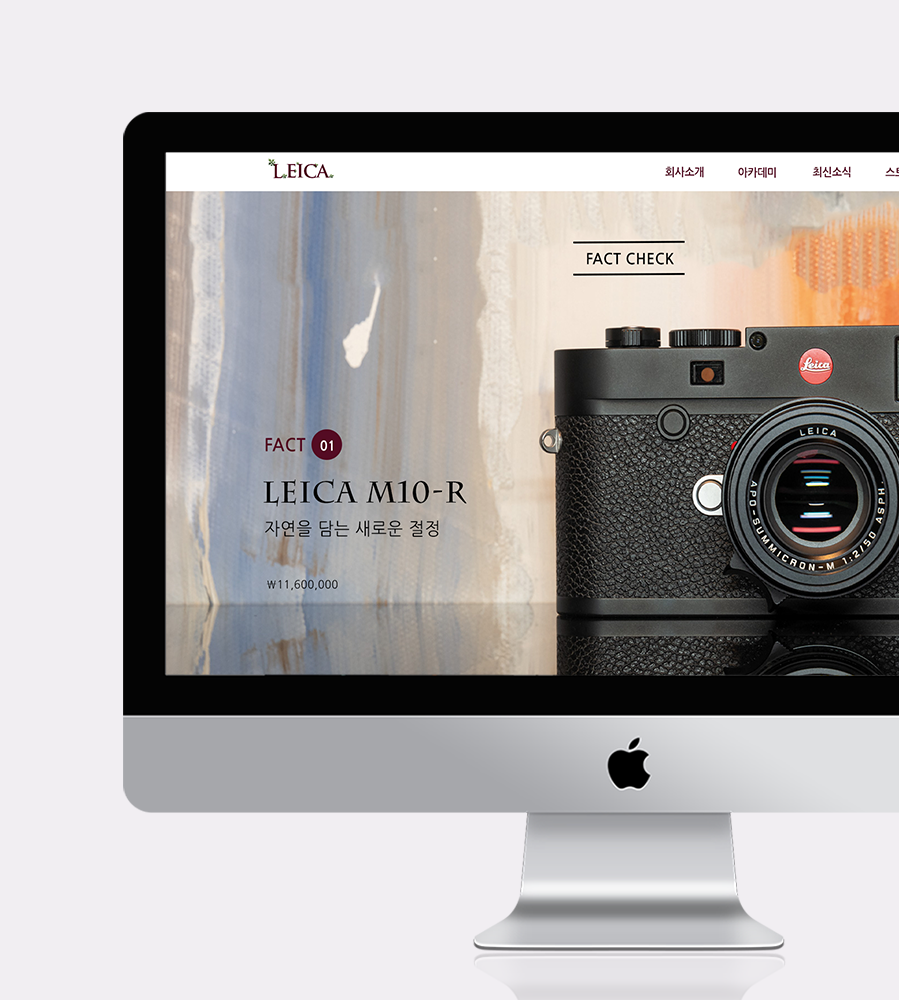 LEICA
회사소개 아카데미 최신소식
FACT CHECK
Leica
LEICA
APO-SUMMICRON-M 1:2/50 ASPH
FACT 01
LEICA M10-R
자연을 담는 새로운 절정
₩11,600,000